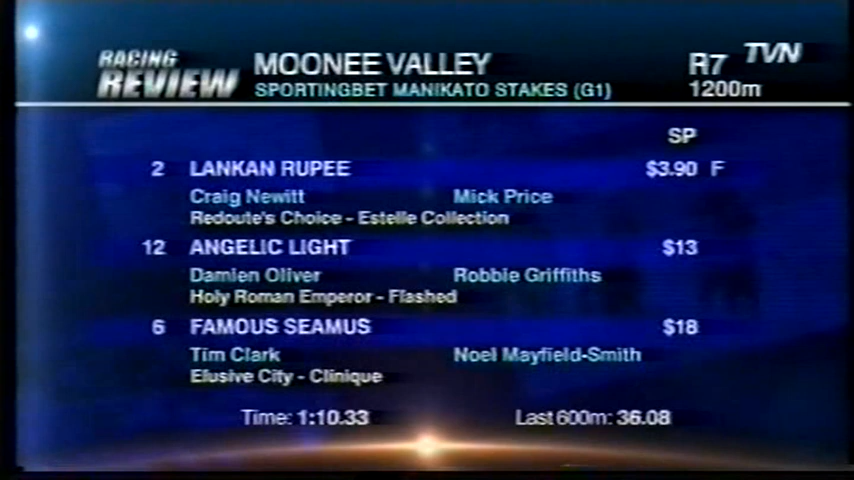 RACING REVIEW
MOONEE VALLEY R7 TVN
SPORTINGBET MANIKATO STAKES (G1) 1200m
SP
2 LANKAN RUPEE $3.90 F
Craig Newitt Mick Price
Redoute's Choice - Estelle Collection
12 ANGELIC LIGHT $13
Damien Oliver Robbie Griffiths
Holy Roman Emperor - Flashed
6 FAMOUS SEAMUS $18
Tim Clark Noel Mayfield-Smith
Elusive City - Clinique
Time: 1:10.33 Last 600m: 36.08